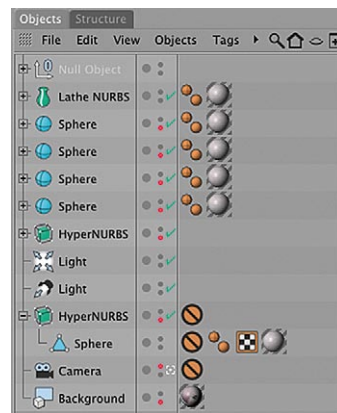 Objects Structure
File Edit View Objects Tags
Null Object
Lathe NURBS
Sphere
Sphere
Sphere
Sphere
HyperNURBS
Light
Light
HyperNURBS
Sphere
Camera
Background